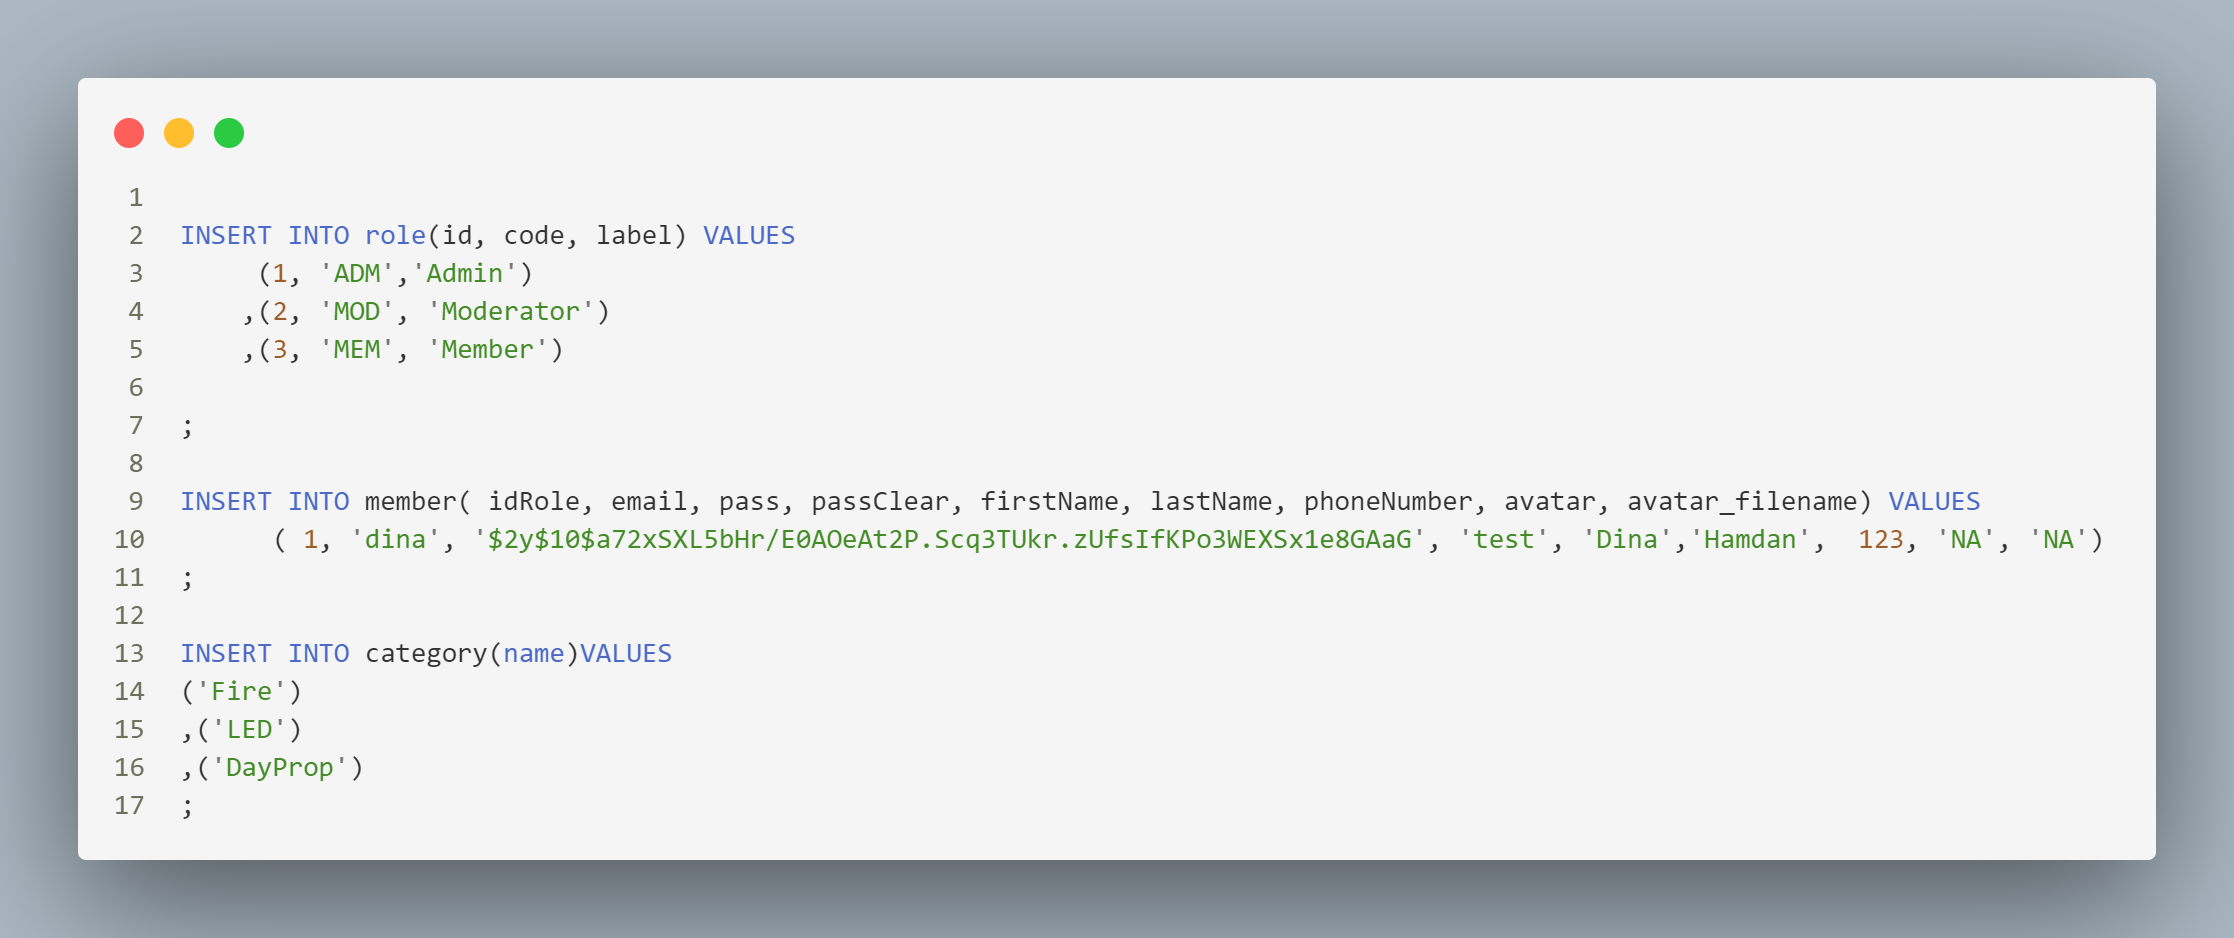 1
2 INSERT INTO role(id, code, label) VALUES
3      (1, 'ADM','Admin')
4     ,(2, 'MOD', 'Moderator')
5     ,(3, 'MEM', 'Member')
6
7 ;
8
9 INSERT INTO member( idRole, email, pass, passClear, firstName, lastName, phoneNumber, avatar, avatar_filename) VALUES
10       ( 1, 'dina', '$2y$10$a72xSXL5bHr/E0AOeAt2P.Scq3TUkr.zUfsIfKPo3WEXSx1e8GAaG', 'test', 'Dina','Hamdan',  123, 'NA', 'NA')
11 ;
12
13 INSERT INTO category(name)VALUES
14 ('Fire')
15 ,('LED')
16 ,('DayProp')
17 ;